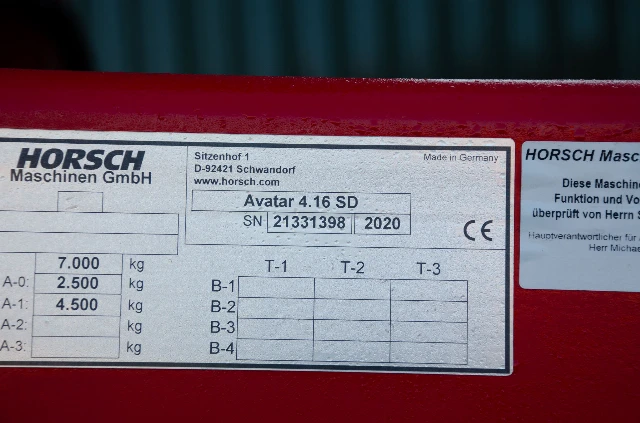 HORSCH
Maschinen GmbH
Sitzenhof 1
D-92421 Schwandorf
www.horsch.com
Made in Germany
Avatar 4.16 SD
SN 21331398 2020
CE
7.000 kg
A-0: 2.500 kg
A-1: 4.500 kg
A-2: kg
A-3: kg
T-1 T-2 T-3
B-1
B-2
B-3
B-4
HORSCH Masc
Diese Maschine
Funktion und Vo
überprüft von Herrn S
Hauptverantwortlicher für
Herr Michae